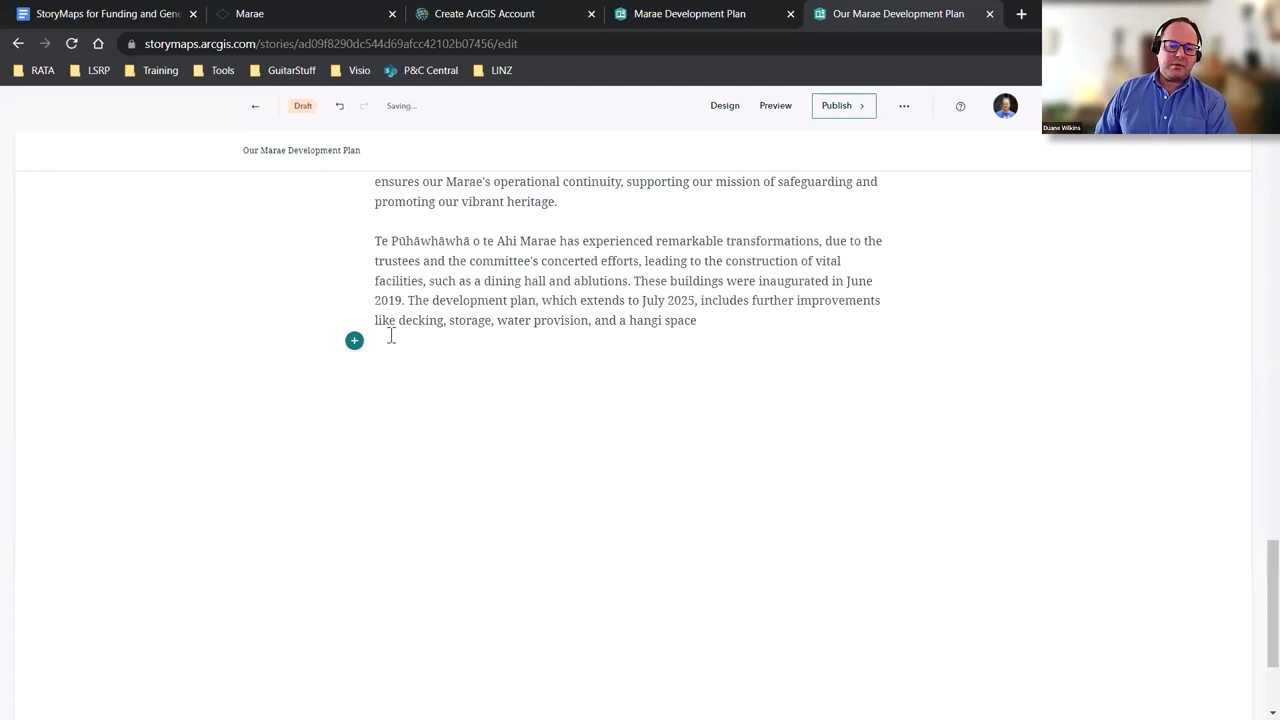 StoryMaps for Funding and Gene
Marae
Create ArcGIS Account
Marae Development Plan
Our Marae Development Plan
storymaps.arcgis.com/stories/ad09f8290dc544d69afcc42102b07456/edit
RATA LSRP Training Tools GuitarStuff Visio P&C Central LINZ
Duane Wilkins
Draft Saving... Design Preview Publish
Our Marae Development Plan
ensures our Marae's operational continuity, supporting our mission of safeguarding and
promoting our vibrant heritage.
Te Pūhāwhāwhā o te Ahi Marae has experienced remarkable transformations, due to the
trustees and the committee's concerted efforts, leading to the construction of vital
facilities, such as a dining hall and ablutions. These buildings were inaugurated in June
2019. The development plan, which extends to July 2025, includes further improvements
like decking, storage, water provision, and a hangi space